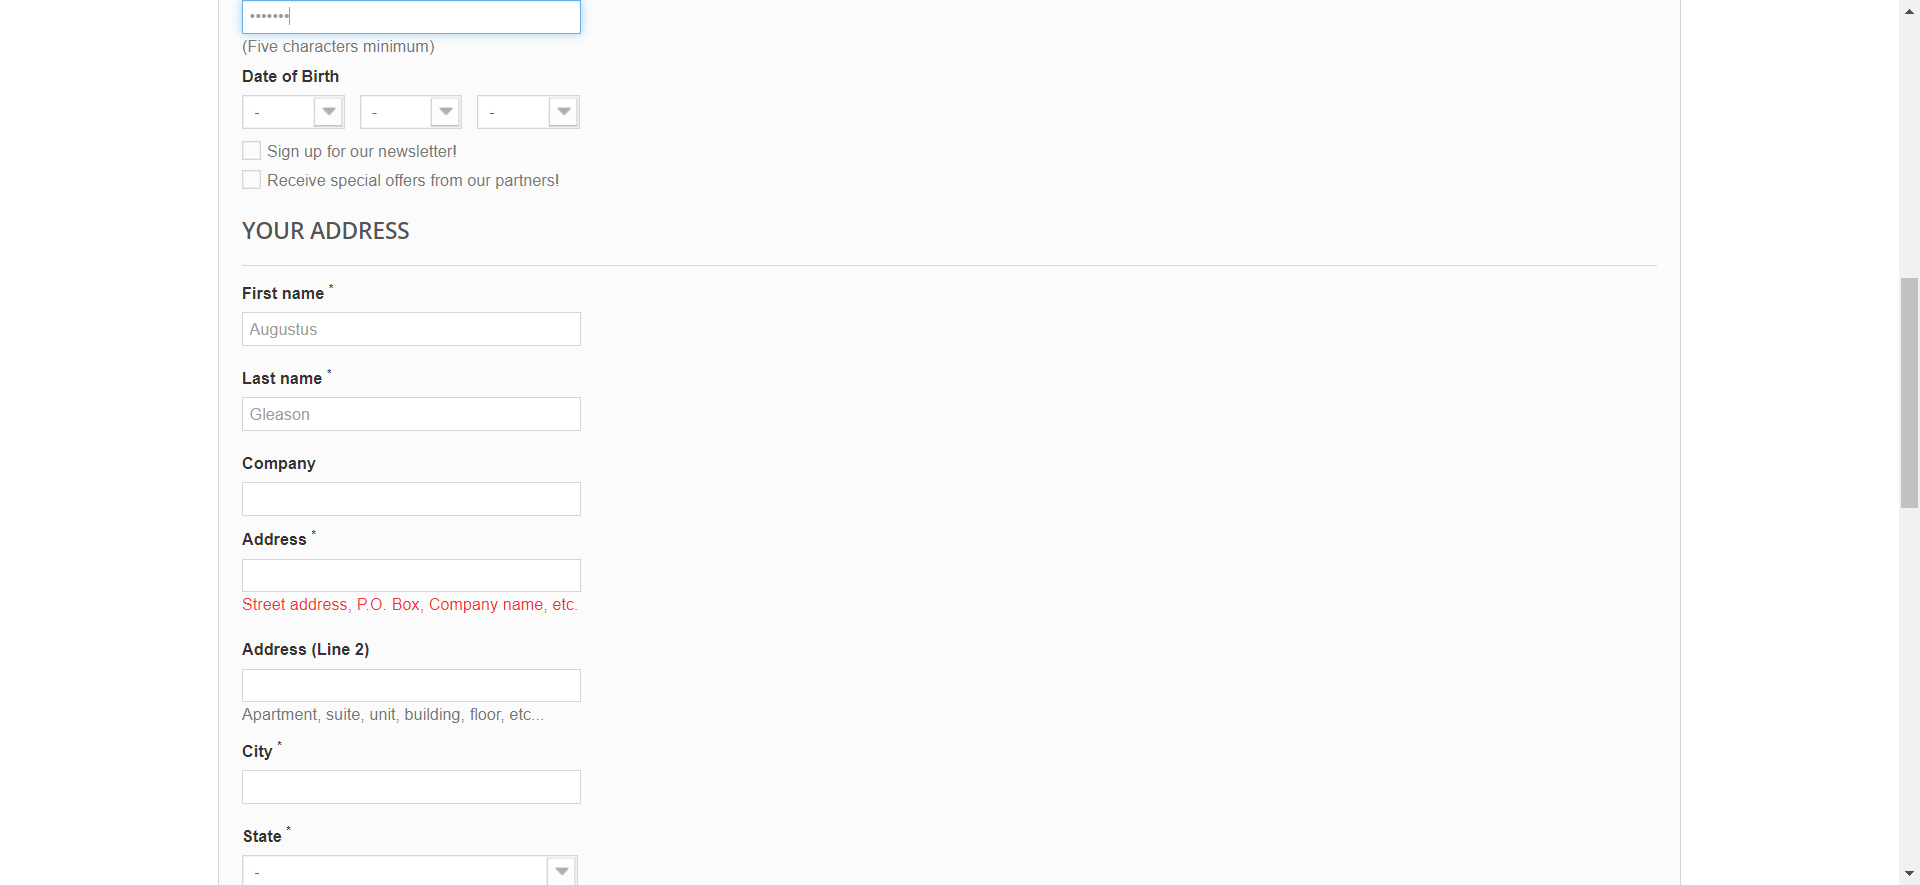 •••••••
(Five characters minimum)
Date of Birth
- - -
Sign up for our newsletter!
Receive special offers from our partners!
YOUR ADDRESS
First name *
Augustus
Last name *
Gleason
Company
Address *
Street address, P.O. Box, Company name, etc.
Address (Line 2)
Apartment, suite, unit, building, floor, etc...
City *
State *
-